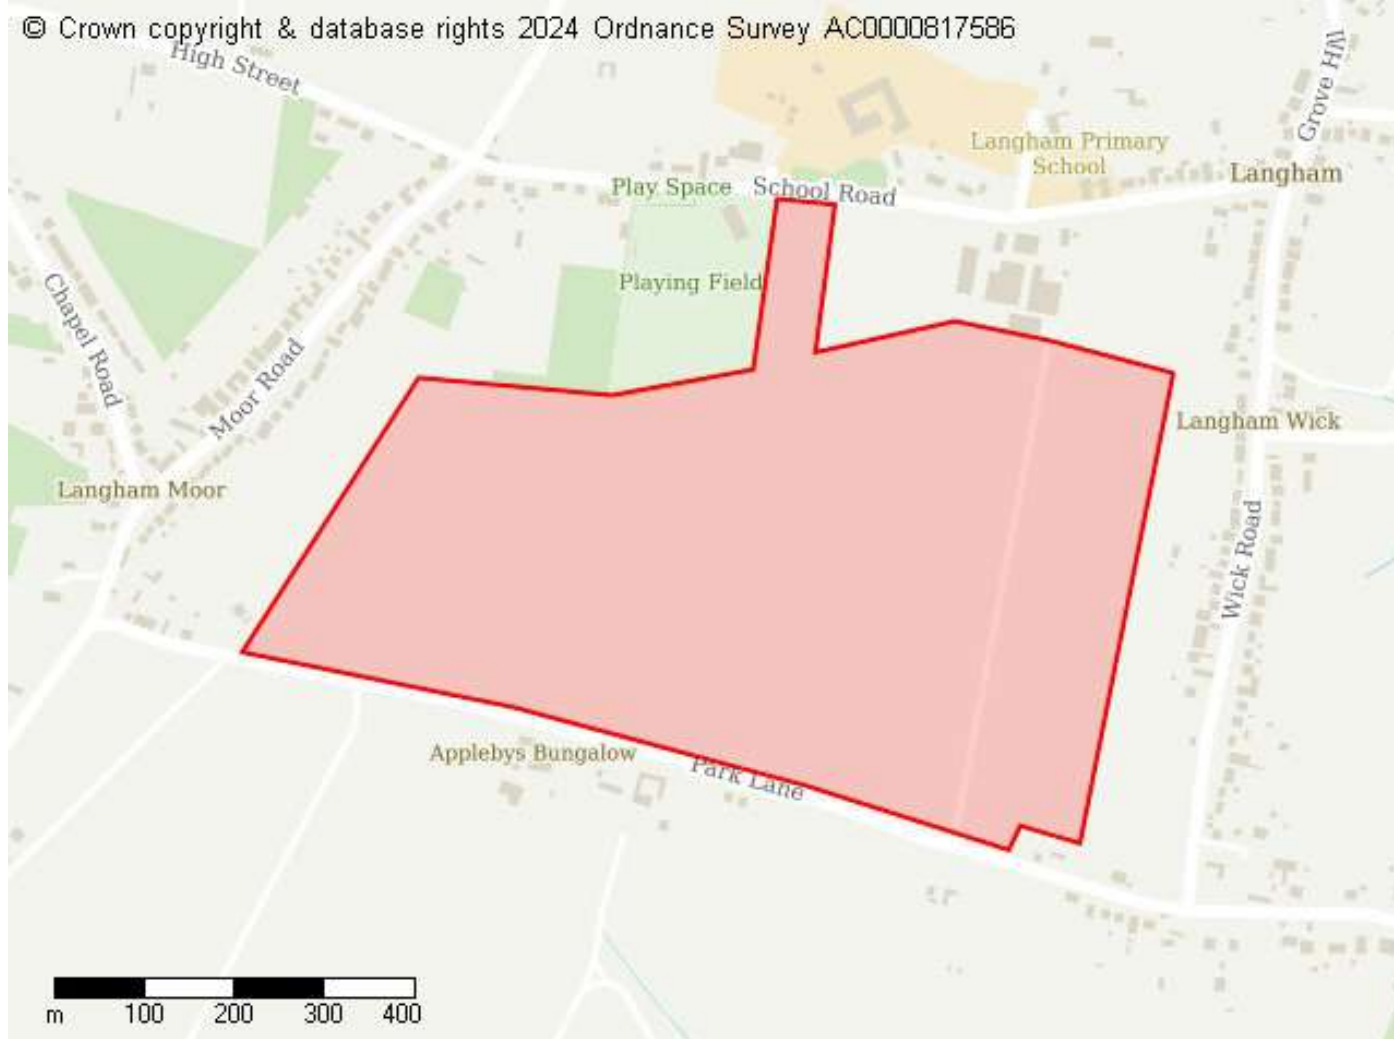 © Crown copyright & database rights 2024 Ordnance Survey AC0000817586
High Street
Grove Hill
Langham Primary
School
Langham
Play Space
School Road
Playing Field
Chapel Road
Moor Road
Langham Wick
Langham Moor
Wick Road
Applebys Bungalow
Park Lane
m 100 200 300 400